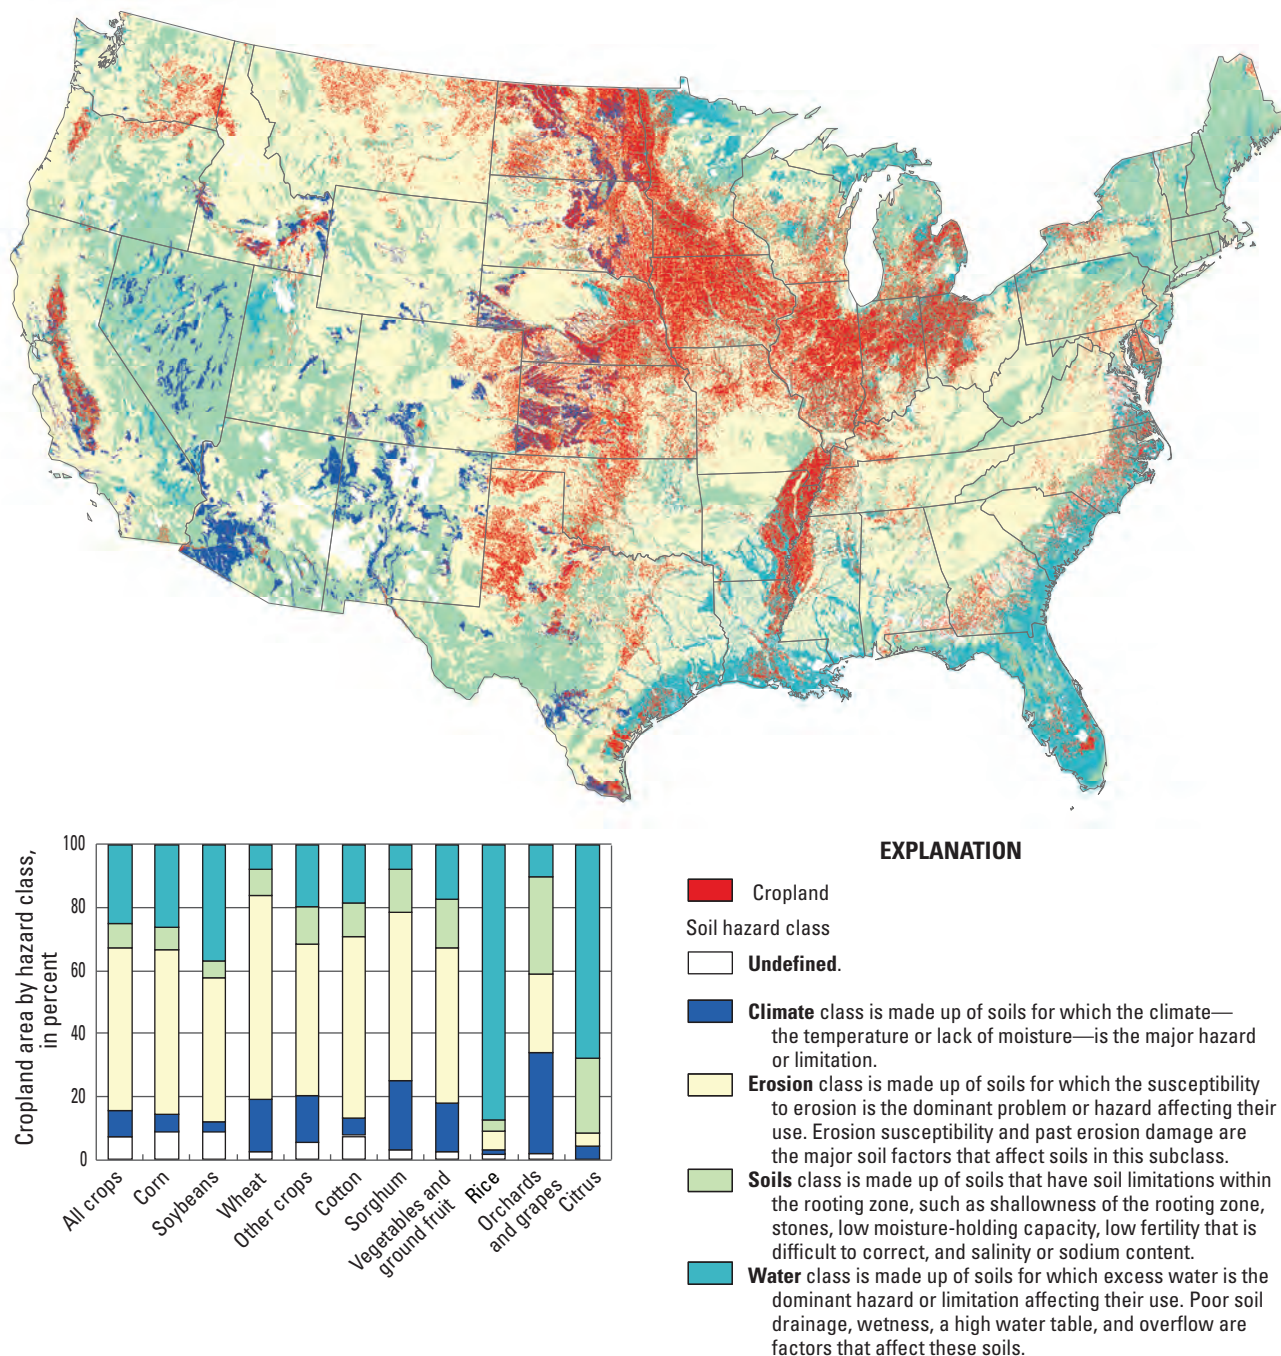 100
80
60
40
20
0
Cropland area by hazard class,
in percent
All crops
Corn
Soybeans
Wheat
Other crops
Cotton
Sorghum
Vegetables and
ground fruit
Rice
Orchards
and grapes
Citrus
EXPLANATION
Cropland
Soil hazard class
Undefined.
Climate class is made up of soils for which the climate—
the temperature or lack of moisture—is the major hazard
or limitation.
Erosion class is made up of soils for which the susceptibility
to erosion is the dominant problem or hazard affecting their
use. Erosion susceptibility and past erosion damage are
the major soil factors that affect soils in this subclass.
Soils class is made up of soils that have soil limitations within
the rooting zone, such as shallowness of the rooting zone,
stones, low moisture-holding capacity, low fertility that is
difficult to correct, and salinity or sodium content.
Water class is made up of soils for which excess water is the
dominant hazard or limitation affecting their use. Poor soil
drainage, wetness, a high water table, and overflow are
factors that affect these soils.